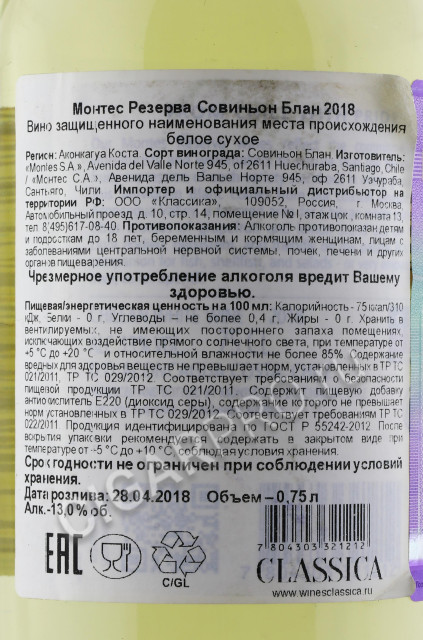 Монтес Резерва Совиньон Блан 2018
Вино защищенного наименования места происхождения
белое сухое
Регион: Аконкагуа Коста. Сорт винограда: Совиньон Блан. Изготовитель:
«Montes S.A.», Avenida del Valle Norte 945, of 2611 Huechuraba, Santiago, Chile
/ «Монтес С.А.», Авенида дель Валье Норте 945, оф 2611 Уэчураба,
Сантьяго, Чили. Импортер и официальный дистрибьютор на
территории РФ: ООО «Классика», 109052, Россия, г. Москва,
Автомобильный проезд, д. 10, стр. 14, помещение № I, этаж цок., комната 13,
тел. 8(495)617-08-40. Противопоказания: Алкоголь противопоказан детям
и подросткам до 18 лет, беременным и кормящим женщинам, лицам с
заболеваниями центральной нервной системы, почек, печени и других
органов пищеварения.
Чрезмерное употребление алкоголя вредит Вашему
здоровью.
Пищевая/энергетическая ценность на 100 мл: Калорийность - 75 ккал/310
кДж, Белки - 0 г, Углеводы – не более 0,4 г, Жиры - 0 г. Хранить в
вентилируемых, не имеющих постороннего запаха помещениях,
исключающих воздействие прямого солнечного света, при температуре от
+5 °С до +20 °С и относительной влажности не более 85%. Содержание
вредных для здоровья веществ не превышает норм, установленных в ТР ТС
021/2011, ТР ТС 029/2012. Соответствует требованиям о безопасности
пищевой продукции ТР ТС 021/2011. Содержит пищевую добавку
антиокислитель Е220 (диоксид серы), содержание которого не превышает
норм установленных в ТР ТС 029/2012. Соответствует требованиям ТР ТС
022/2011. Продукция идентифицирована по ГОСТ Р 55242-2012. После
вскрытия упаковки рекомендуется содержать в закрытом виде при
температуре от +5 °С до +10 °С, соблюдая условия хранения.
Срок годности не ограничен при соблюдении условий
хранения.
Дата розлива: 28.04.2018 Объем – 0,75 л
Алк.-13,0% об.
EAC
C/GL
7 804303 321212
CLASSICA
www.winesclassica.ru